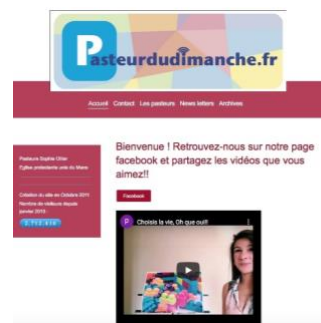 Pasteurdudimanche.fr
Accueil Contact Les pasteurs News letters Archives
Pasteure Sophie Ollier
Eglise protestante unie du Mans
Création du site en Octobre 2011
Nombre de visiteurs depuis
janvier 2015 :
Bienvenue ! Retrouvez-nous sur notre page
facebook et partagez les vidéos que vous
aimez!!
Facebook
P Choisis la vie, Oh que oui!!